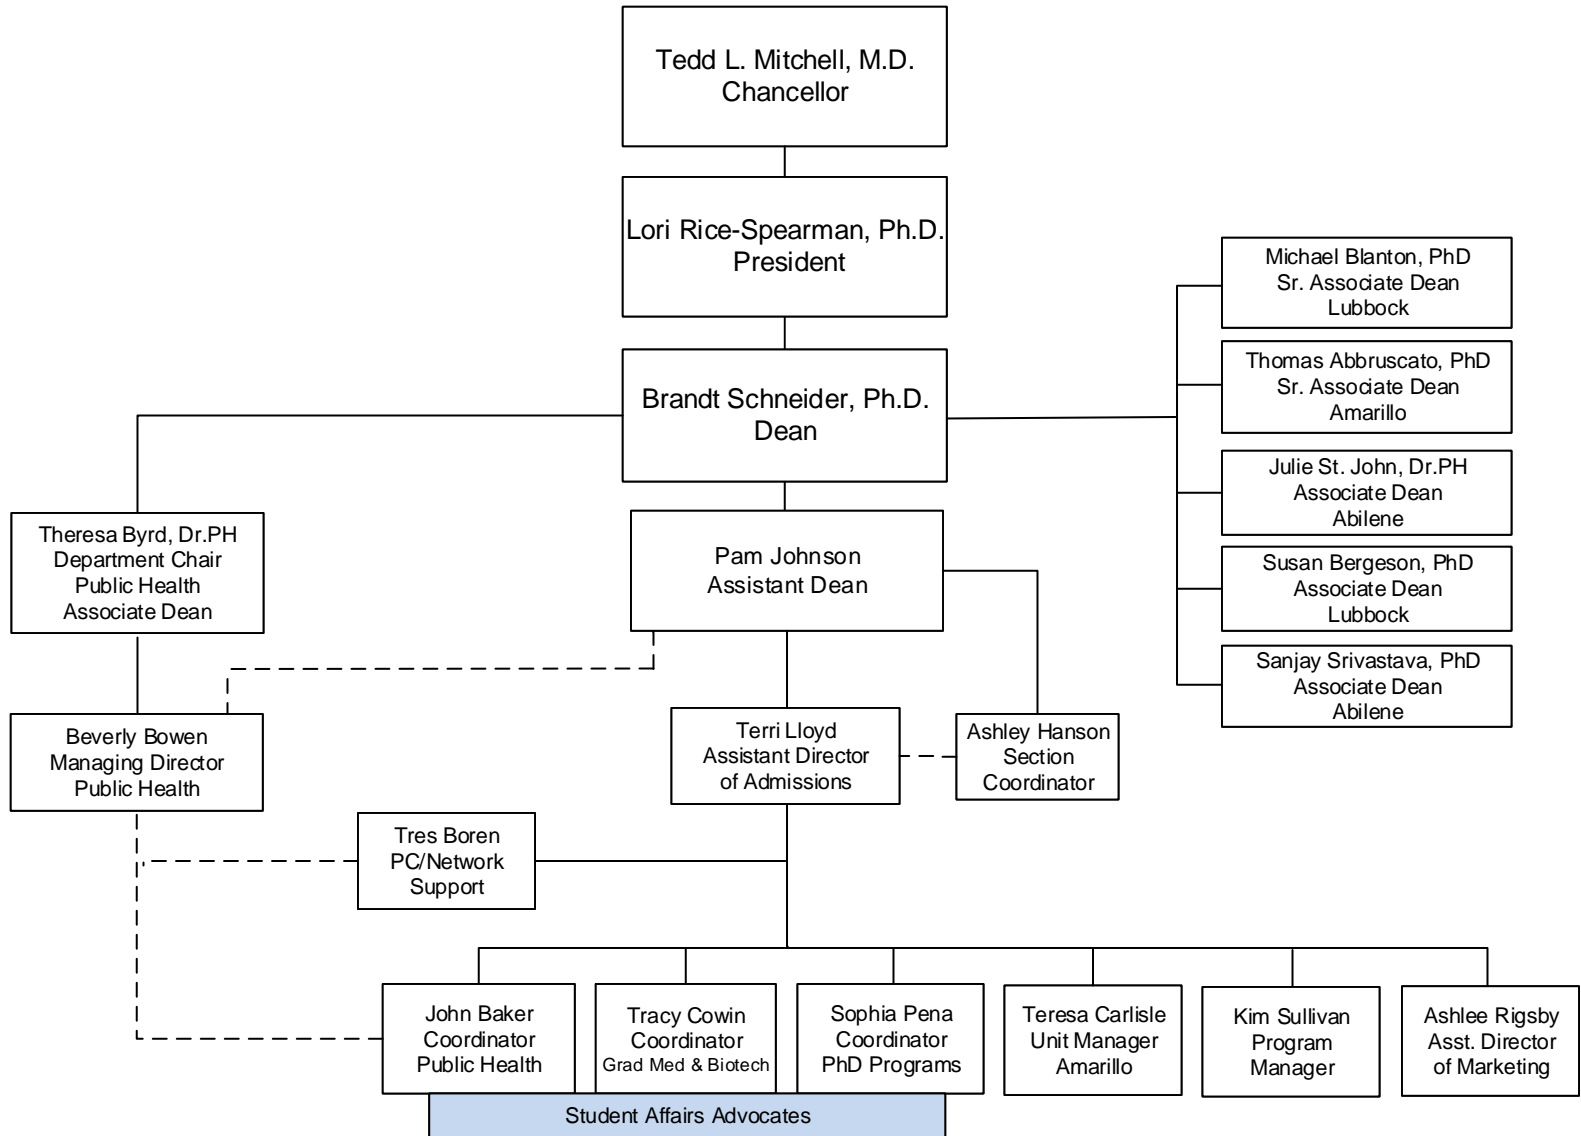 Tedd L. Mitchell, M.D.
Chancellor
Lori Rice-Spearman, Ph.D.
President
Brandt Schneider, Ph.D.
Dean
Michael Blanton, PhD
Sr. Associate Dean
Lubbock
Thomas Abbruscato, PhD
Sr. Associate Dean
Amarillo
Julie St. John, Dr.PH
Associate Dean
Abilene
Susan Bergeson, PhD
Associate Dean
Lubbock
Sanjay Srivastava, PhD
Associate Dean
Abilene
Theresa Byrd, Dr.PH
Department Chair
Public Health
Associate Dean
Pam Johnson
Assistant Dean
Beverly Bowen
Managing Director
Public Health
Terri Lloyd
Assistant Director
of Admissions
Ashley Hanson
Section
Coordinator
Tres Boren
PC/Network
Support
John Baker
Coordinator
Public Health
Tracy Cowin
Coordinator
Grad Med & Biotech
Sophia Pena
Coordinator
PhD Programs
Teresa Carlisle
Unit Manager
Amarillo
Kim Sullivan
Program
Manager
Ashlee Rigsby
Asst. Director
of Marketing
Student Affairs Advocates